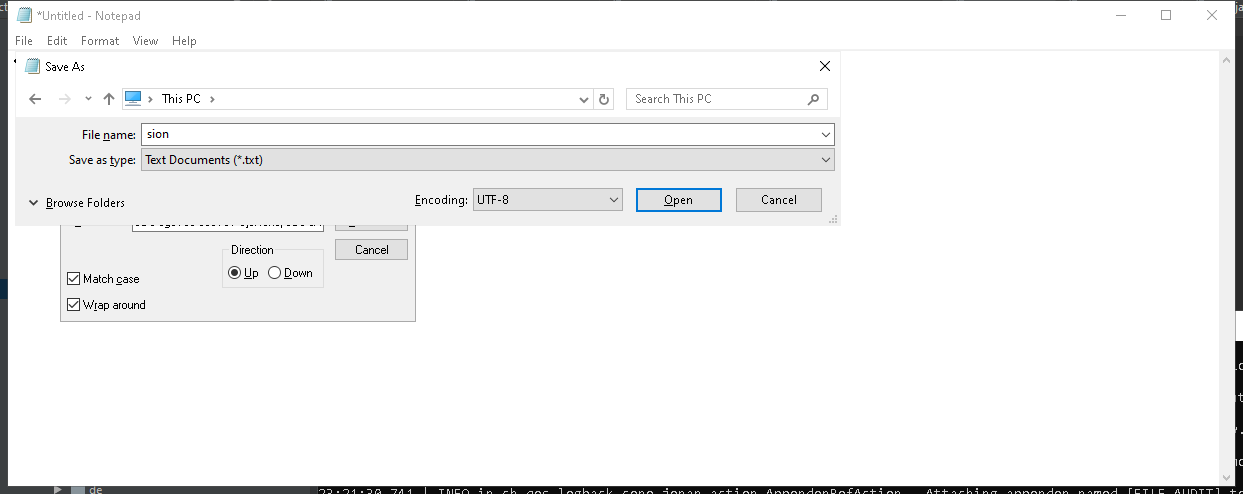 *Untitled - Notepad
File Edit Format View Help
Save As
This PC
Search This PC
File name: sion
Save as type: Text Documents (*.txt)
Browse Folders
Encoding: UTF-8 Open Cancel
Cancel
Direction
Up Down
Match case
Wrap around
de
23:21:30,741 | INFO in ch.qos.logback.core.joran.action.AppenderRefAction - Attaching appender named [FILE_AUDIT] t